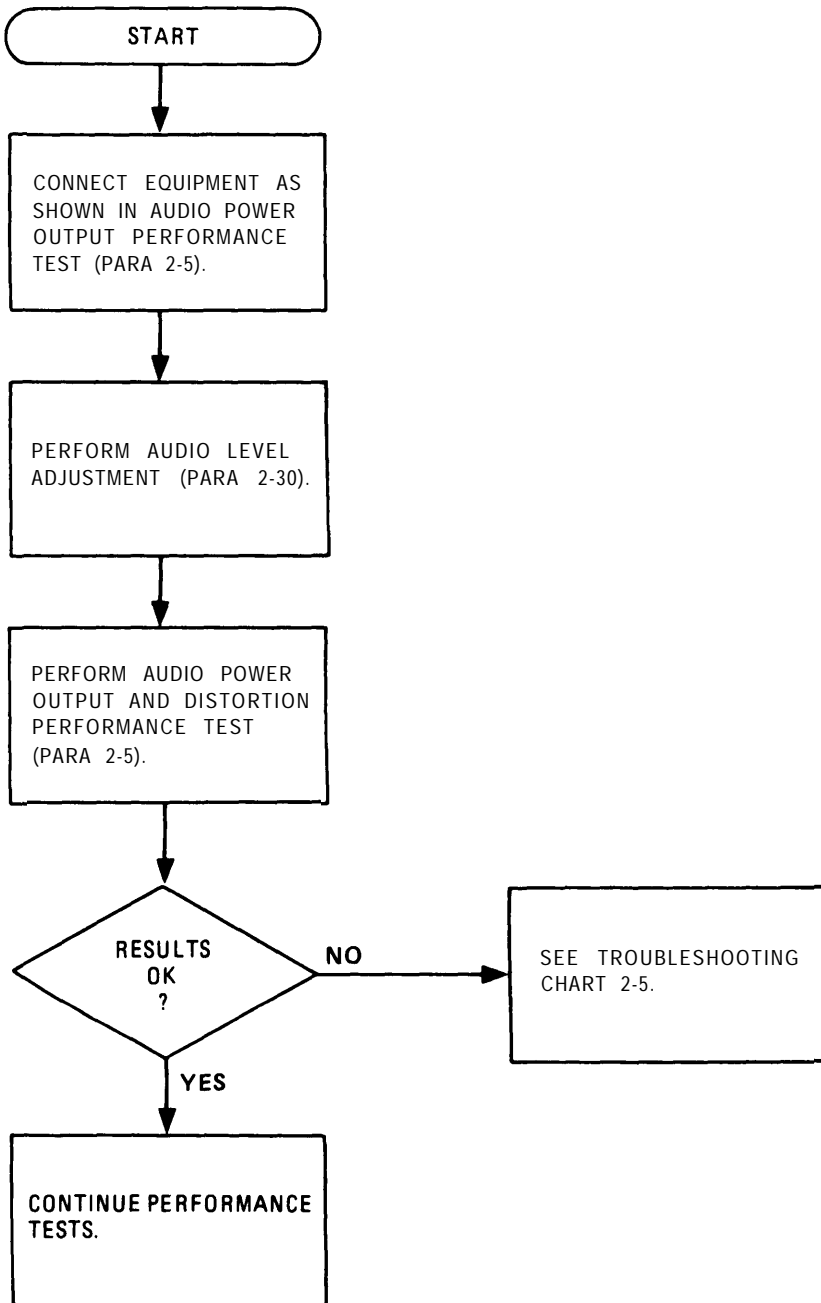 START
CONNECT EQUIPMENT AS
SHOWN IN AUDIO POWER
OUTPUT PERFORMANCE
TEST (PARA 2-5).
PERFORM AUDIO LEVEL
ADJUSTMENT (PARA 2-30).
PERFORM AUDIO POWER
OUTPUT AND DISTORTION
PERFORMANCE TEST
(PARA 2-5).
RESULTS
OK
?
NO
SEE TROUBLESHOOTING
CHART 2-5.
YES
CONTINUE PERFORMANCE
TESTS.